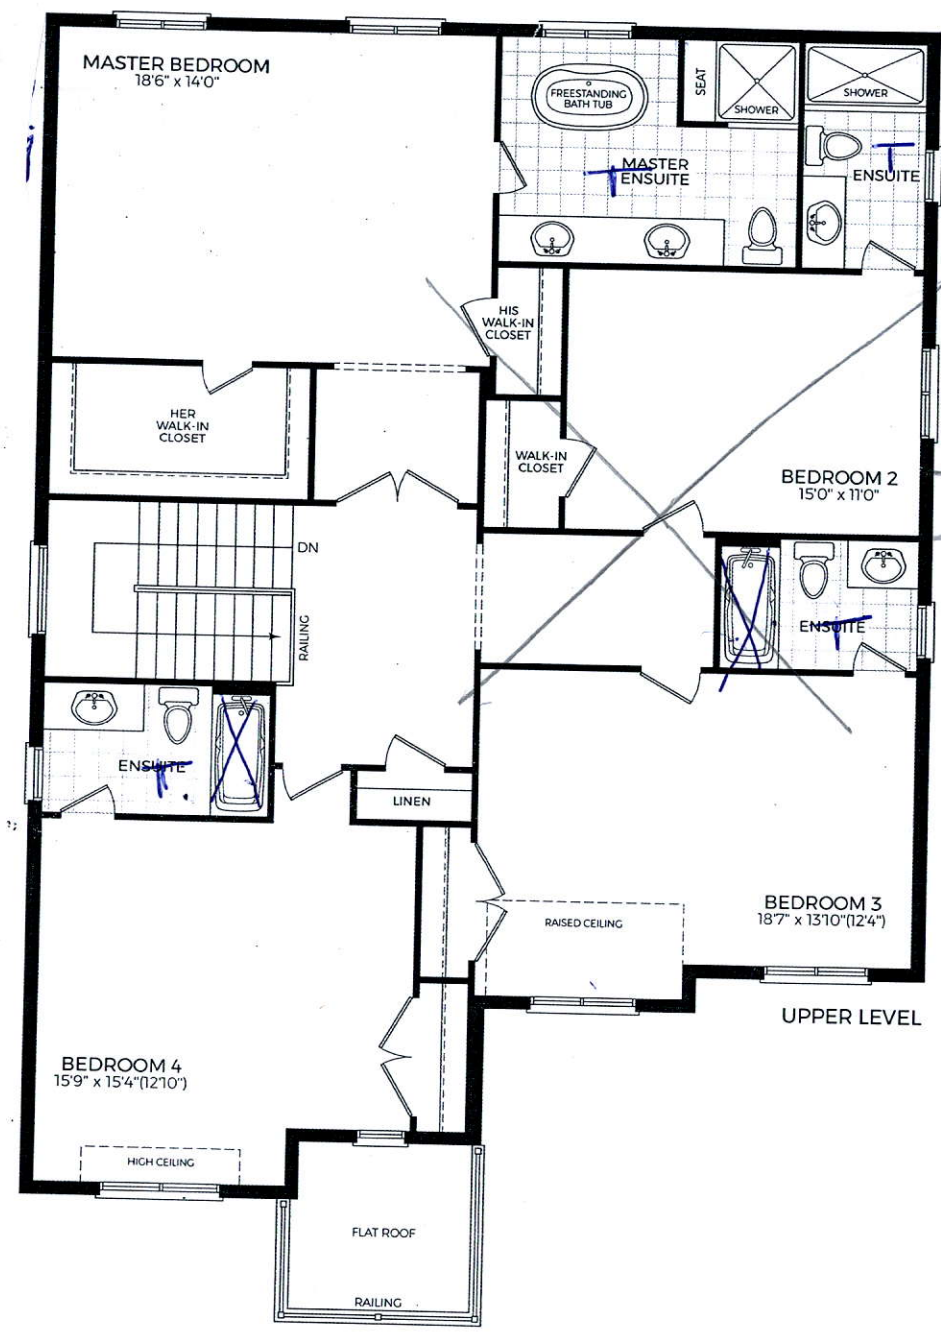 MASTER BEDROOM
18'6" x 14'0"
FREESTANDING
BATH TUB
SEAT
SHOWER
SHOWER
MASTER
ENSUITE
T
T
ENSUITE
HIS
WALK-IN
CLOSET
HER
WALK-IN
CLOSET
WALK-IN
CLOSET
BEDROOM 2
15'0" x 11'0"
DN
RAILING
ENSUITE
T
ENSUITE
T
LINEN
BEDROOM 3
18'7" x 13'10"(12'4")
RAISED CEILING
UPPER LEVEL
BEDROOM 4
15'9" x 15'4"(12'10")
HIGH CEILING
FLAT ROOF
RAILING